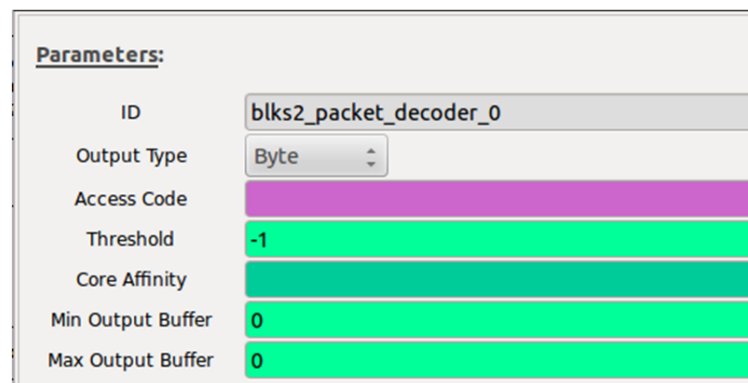 Parameters:
ID blks2_packet_decoder_0
Output Type Byte
Access Code
Threshold -1
Core Affinity
Min Output Buffer 0
Max Output Buffer 0